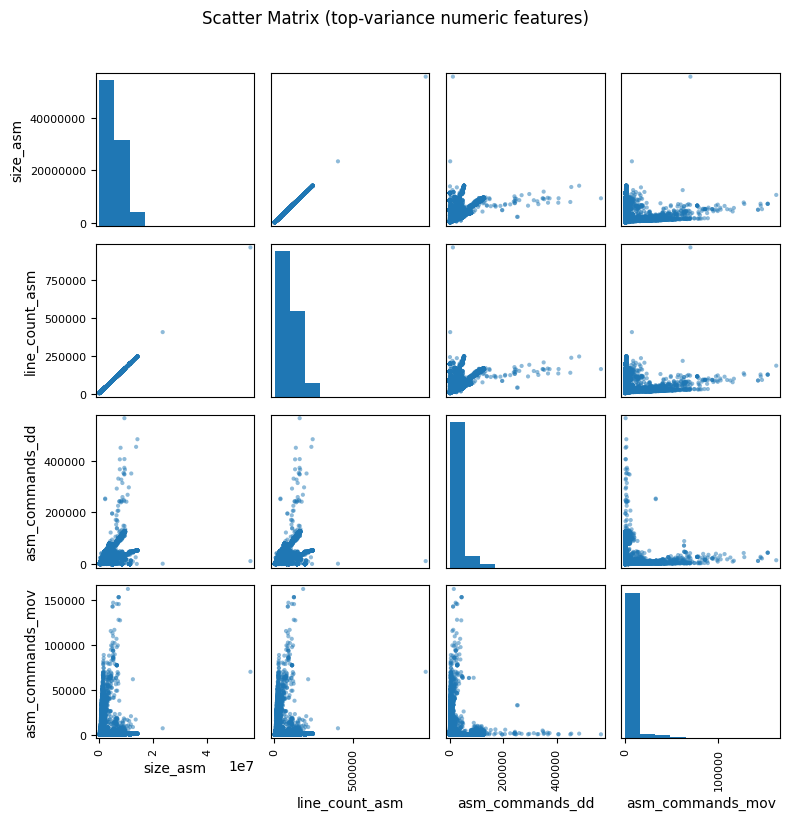 Scatter Matrix (top-variance numeric features)
size_asm
40000000
20000000
0
line_count_asm
750000
500000
250000
0
asm_commands_dd
400000
200000
0
asm_commands_mov
150000
100000
50000
0
0
2
4
1e7
size_asm
0
500000
line_count_asm
0
200000
400000
asm_commands_dd
0
100000
asm_commands_mov